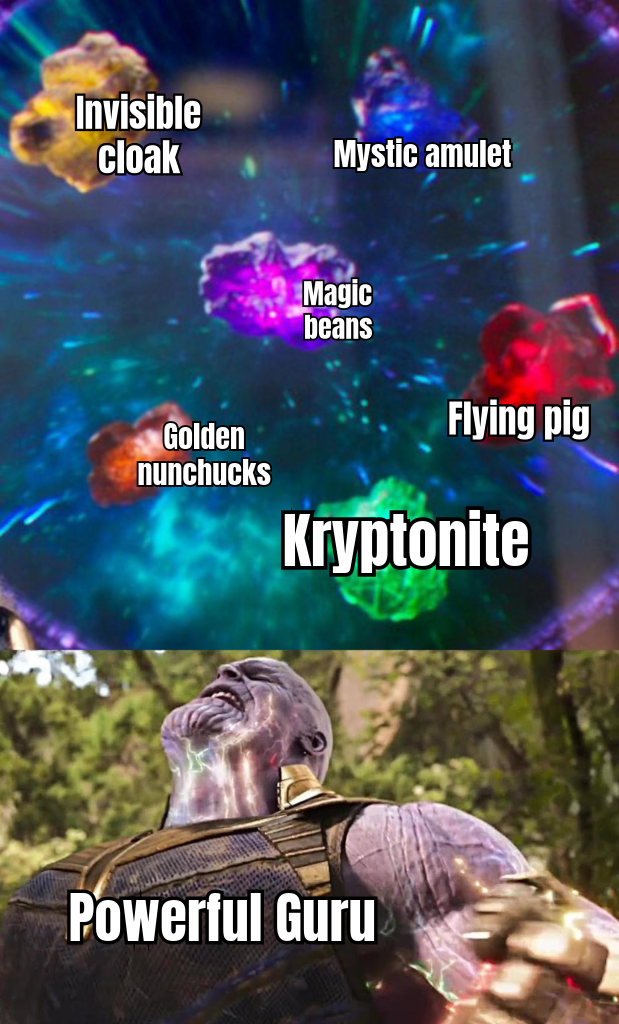 Invisible
cloak
Mystic amulet
Magic
beans
Flying pig
Golden
nunchucks
Kryptonite
Powerful Guru